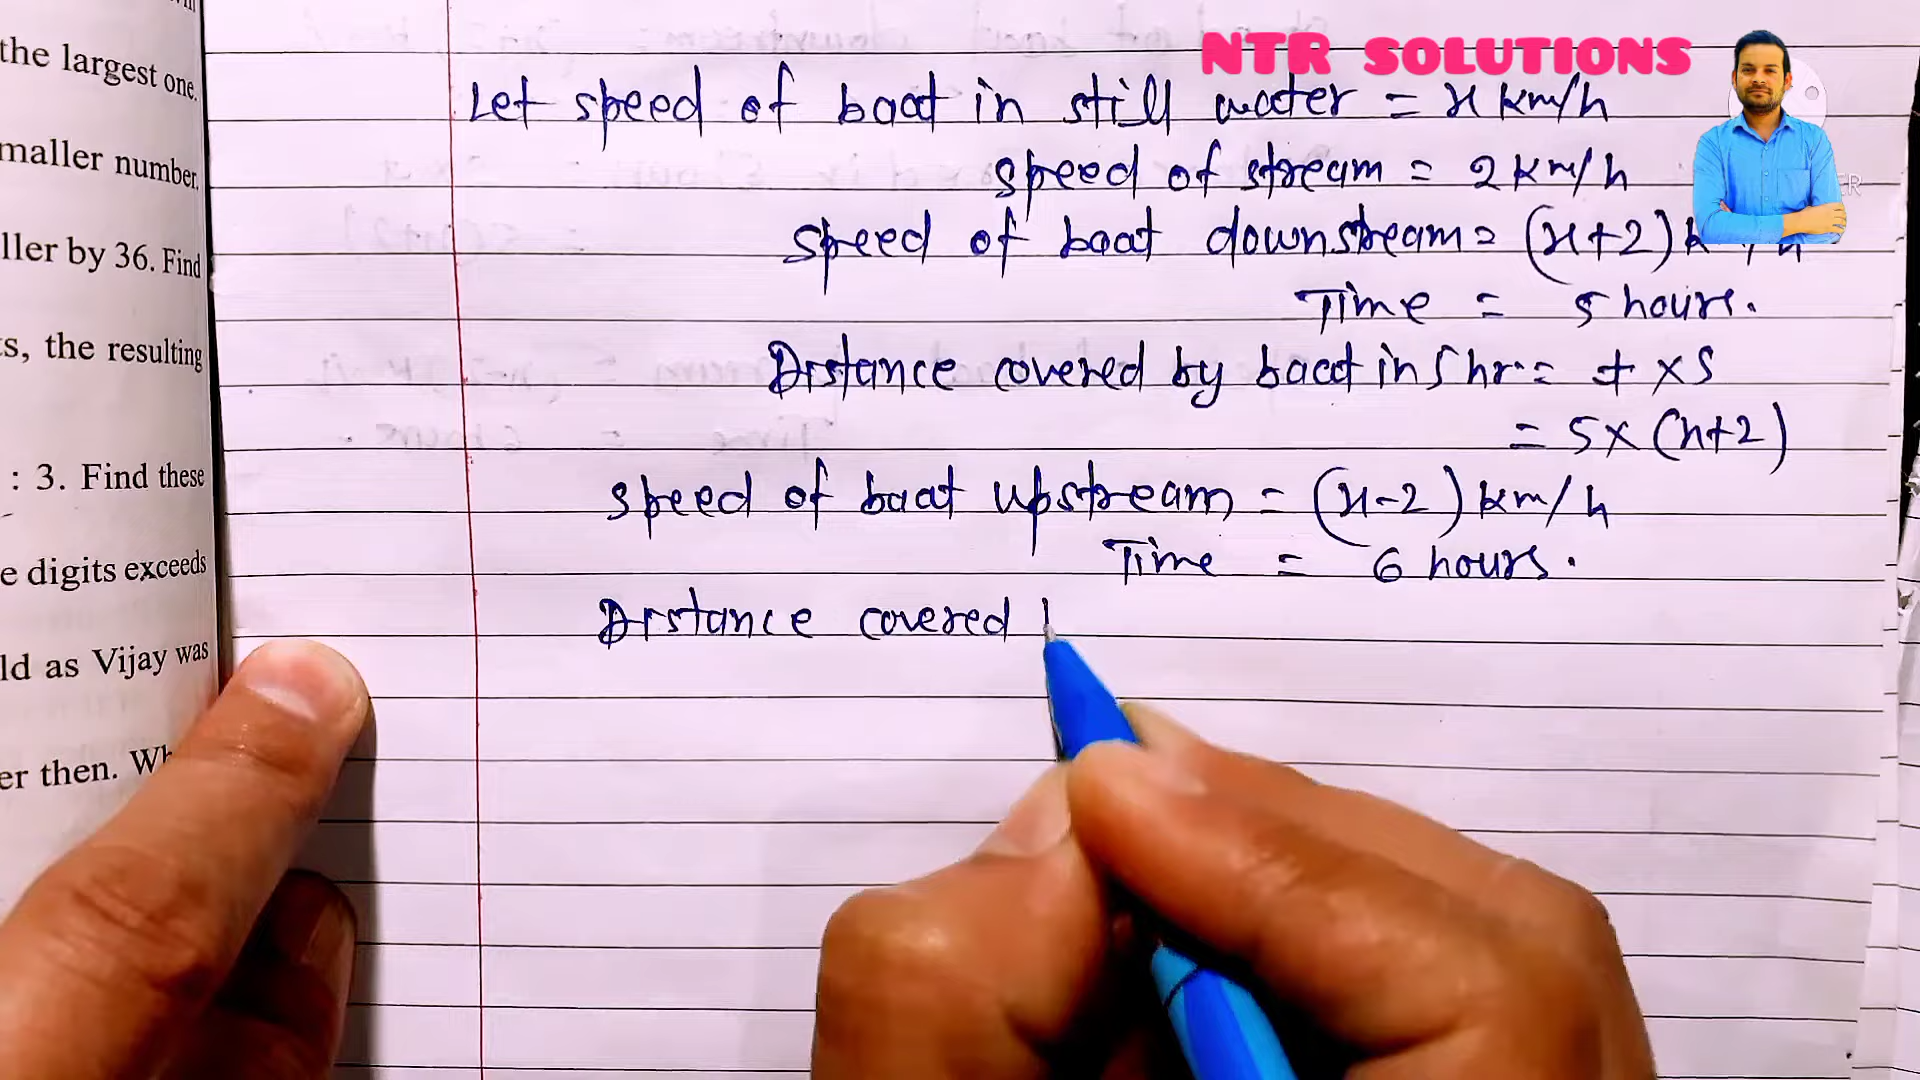 the largest one.
maller number.
ller by 36. Find
s, the resulting
: 3. Find these
e digits exceeds
ld as Vijay was
er then. Wh
NTR SOLUTIONS
Let speed of boat in still water = x km/h
speed of stream = 2 km/h
speed of boat downstream = (x+2) k
Time = 5 hours.
Distance covered by boat in 5 hr. = + x 5
= 5 x (x+2)
speed of boat upstream = (x-2) km/h
Time = 6 hours.
Distance covered